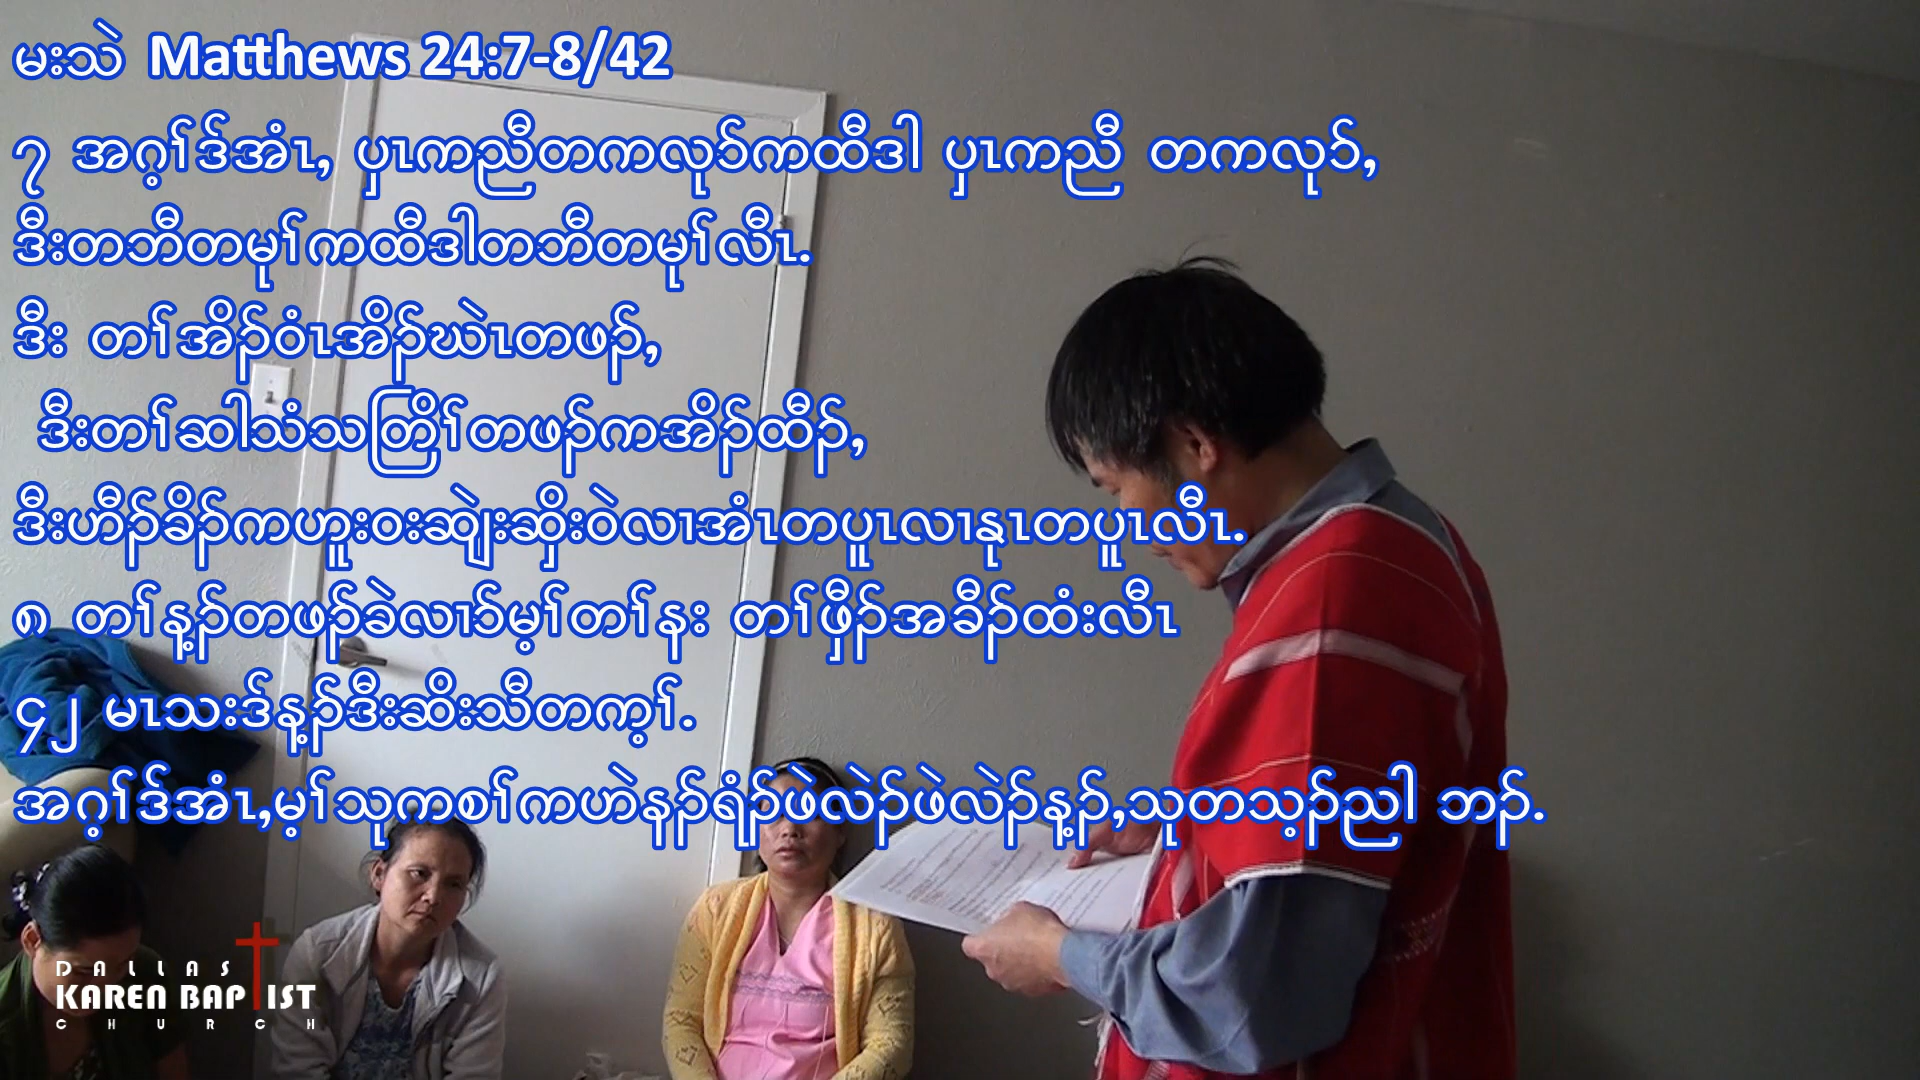 မးသဲ Matthews 24:7-8/42
၇ အဂ့ၢ်ဒ်အံၤ, ပှၤကညီတကလုာ်ကထီဒါ ပှၤကညီ တကလုာ်,
ဒီးတဘီတမုၢ်ကထီဒါတဘီတမုၢ်လီၤ.
ဒီး တၢ်အိၣ်ဝံၤအိၣ်ဃဲၤတဖၣ်,
ဒီးတၢ်ဆါသံသတြိၢ်တဖၣ်ကအိၣ်ထီၣ်,
ဒီးဟီၣ်ခိၣ်ကဟူးဝးဆျဲးဆှိးဝဲလၢအံၤတပူၤလၢနုၤတပူၤလီၤ.
၈ တၢ်န့ၣ်တဖၣ်ခဲလၢာ်မ့ၢ်တၢ်နး တၢ်ဖှီၣ်အခီၣ်ထံးလီၤ
၄၂ မၤသးဒ်န့ၣ်ဒီးဆိးသီတက့ၢ်.
အဂ့ၢ်ဒ်အံၤ,မ့ၢ်သုကစၢ်ကဟဲနၣ်ရံၣ်ဖဲလဲၣ်ဖဲလဲၣ်န့ၣ်,သုတသ့ၣ်ညါ ဘၣ်.
DALLAS
KAREN BAPTIST
CHURCH